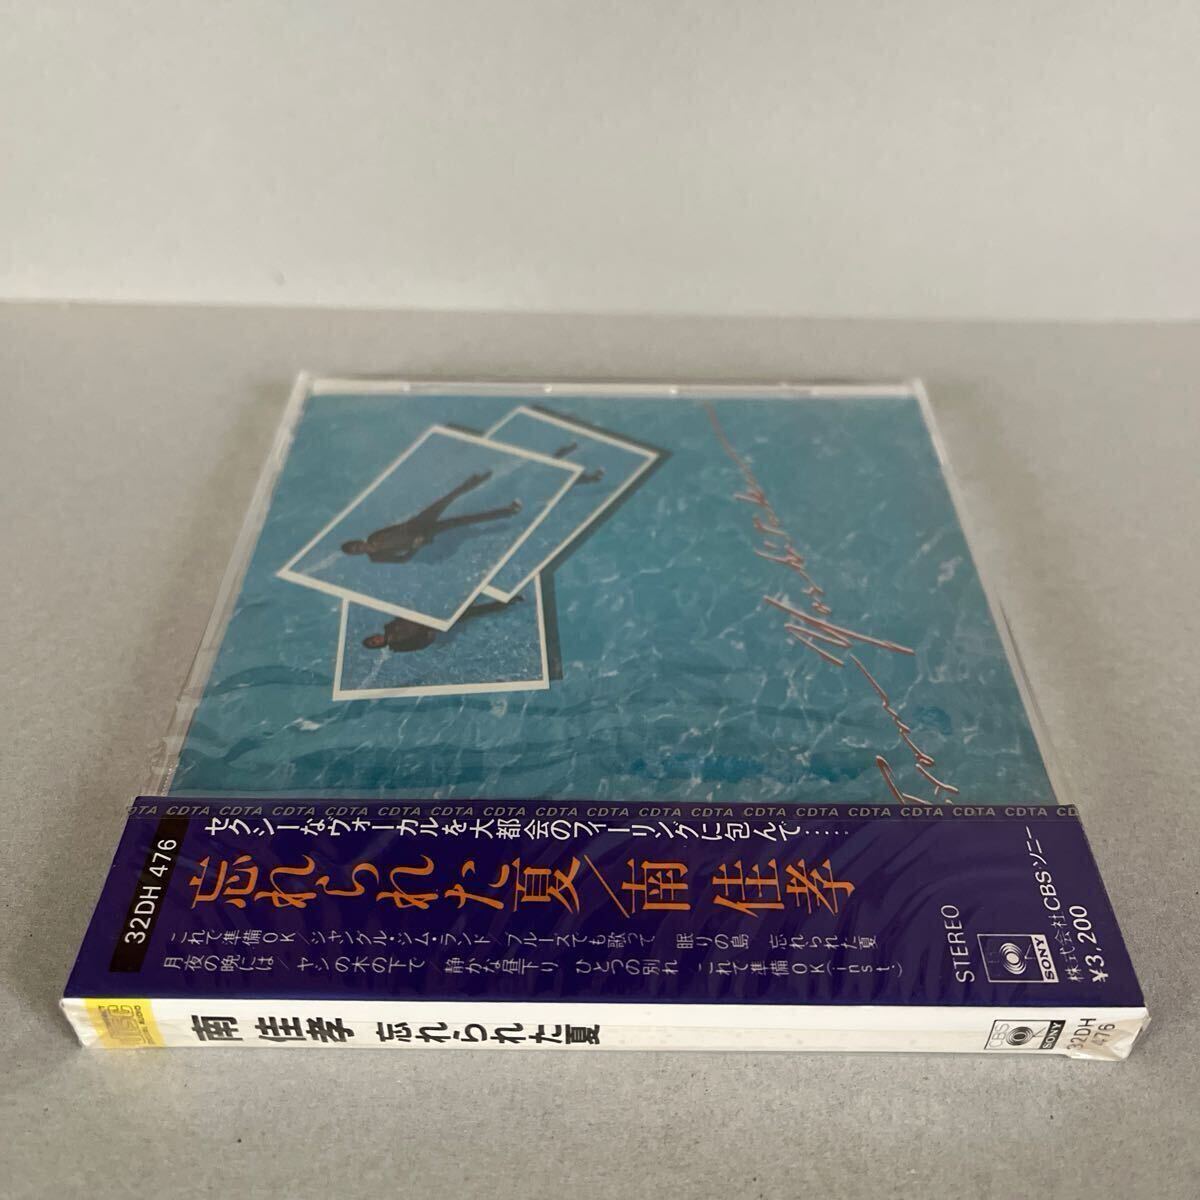 CDTA CDTA CDTA CDTA CDTA CDTA CDTA CDTA CDTA CDTA CDTA CDTA CDTA CDTA CDTA CDTA CDTA CDTA
セクシーなヴォーカルを大都会のフィーリングに包んで‥‥‥
忘れられた夏/南 佳孝
32DH 476
これで準備OK/ジャングル・ジム・ランド/ブルースでも歌って 眠りの島 忘れられた夏
月夜の晩には/ヤシの木の下で 静かな昼下り ひとつの別れ これで準備OK(inst.)
STEREO
SONY
株式会社CBS・ソニー
¥3,200
南 佳孝 忘れられた夏
CBS
SONY
32DH
476